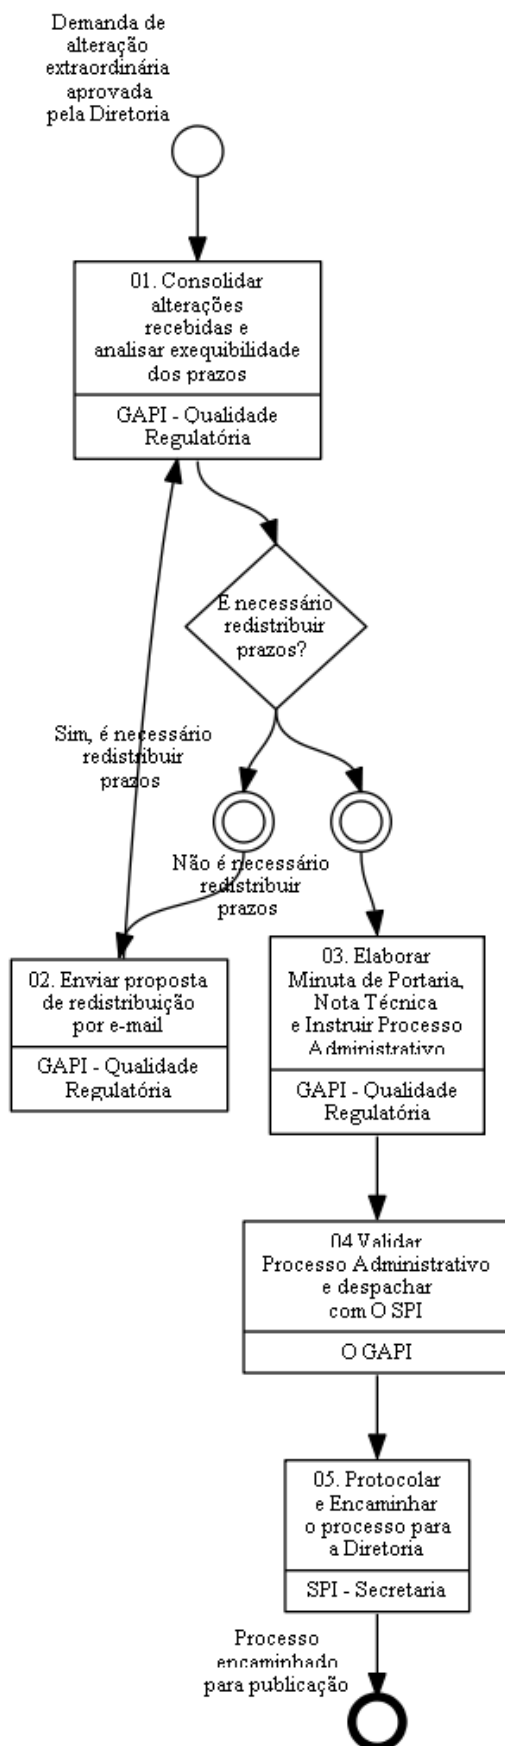 Demanda de
alteração
extraordinária
aprovada
pela Diretoria
01. Consolidar
alterações
recebidas e
analisar exequibilidade
dos prazos
GAPI - Qualidade
Regulatória
É necessário
redistribuir
prazos?
Sim, é necessário
redistribuir
prazos
Não é necessário
redistribuir
prazos
02. Enviar proposta
de redistribuição
por e-mail
GAPI - Qualidade
Regulatória
03. Elaborar
Minuta de Portaria,
Nota Técnica
e Instruir Processo
Administrativo
GAPI - Qualidade
Regulatória
04 Validar
Processo Administrativo
e despachar
com O SPI
O GAPI
05. Protocolar
e Encaminhar
o processo para
a Diretoria
SPI - Secretaria
Processo
encaminhado
para publicação